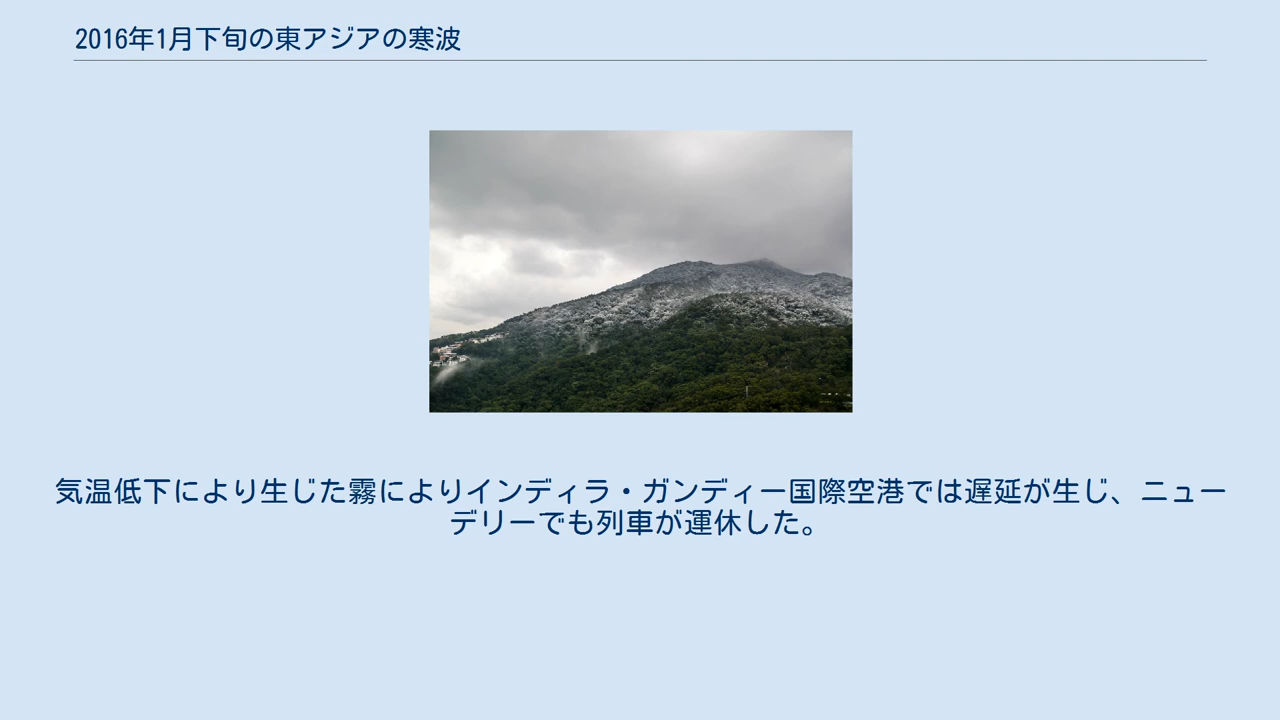 2016年1月下旬の東アジアの寒波
気温低下により生じた霧によりインディラ・ガンディー国際空港では遅延が生じ、ニュー
デリーでも列車が運休した。